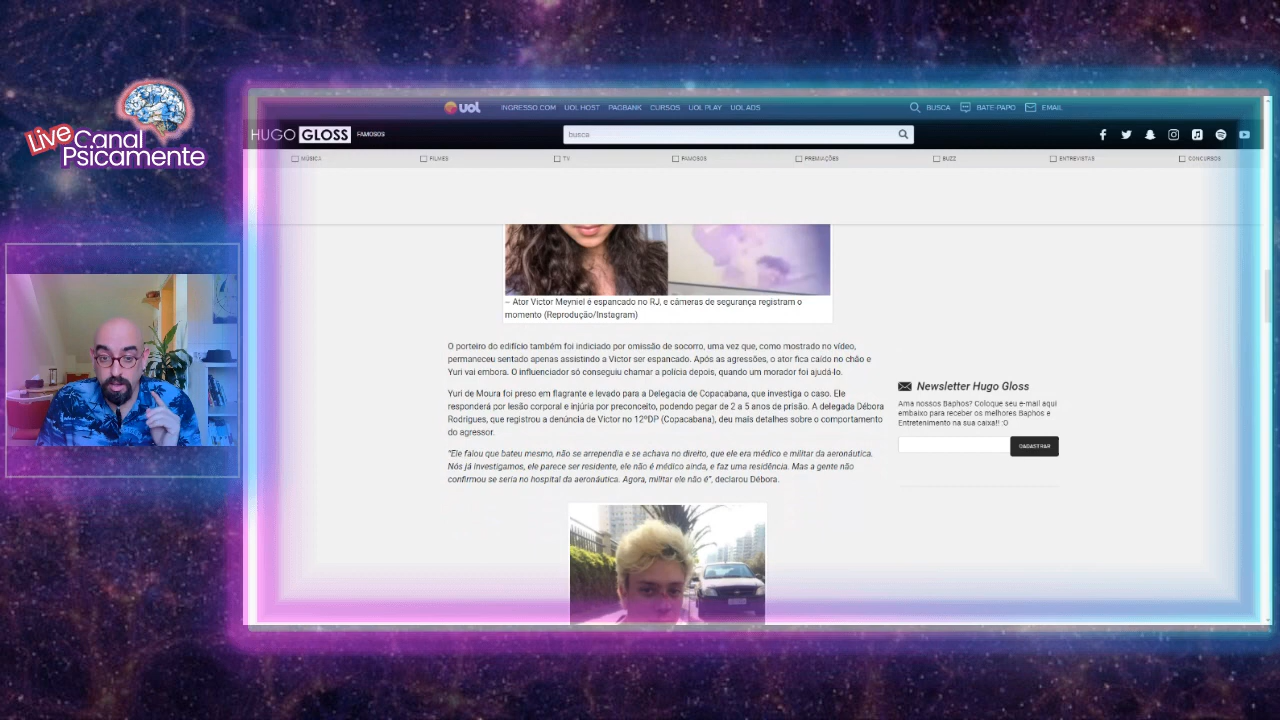 Live Canal
Psicamente
UOL
INGRESSO.COM UOL HOST PAGBANK CURSOS UOL PLAY UOL ADS
BUSCA BATE-PAPO EMAIL
HUGO GLOSS FAMOSOS
busca
MÚSICA FILMES TV FAMOSOS PREMIAÇÕES BUZZ ENTREVISTAS CONCURSOS
– Ator Victor Meyniel é espancado no RJ, e câmeras de segurança registram o
momento (Reprodução/Instagram)
O porteiro do edifício também foi indiciado por omissão de socorro, uma vez que, como mostrado no vídeo,
permaneceu sentado apenas assistindo a Victor ser espancado. Após as agressões, o ator fica caído no chão e
Yuri vai embora. O influenciador só conseguiu chamar a polícia depois, quando um morador foi ajudá-lo.
Yuri de Moura foi preso em flagrante e levado para a Delegacia de Copacabana, que investiga o caso. Ele
responderá por lesão corporal e injúria por preconceito, podendo pegar de 2 a 5 anos de prisão. A delegada Débora
Rodrigues, que registrou a denúncia de Victor no 12ºDP (Copacabana), deu mais detalhes sobre o comportamento
do agressor.
"Ele falou que bateu mesmo, não se arrependia e se achava no direito, que ele era médico e militar da aeronáutica.
Nós já investigamos, ele parece ser residente, ele não é médico ainda, e faz uma residência. Mas a gente não
confirmou se seria no hospital da aeronáutica. Agora, militar ele não é", declarou Débora.
Newsletter Hugo Gloss
Ama nossos Baphos? Coloque seu e-mail aqui
embaixo para receber os melhores Baphos e
Entretenimento na sua caixa!! :O
CADASTRAR